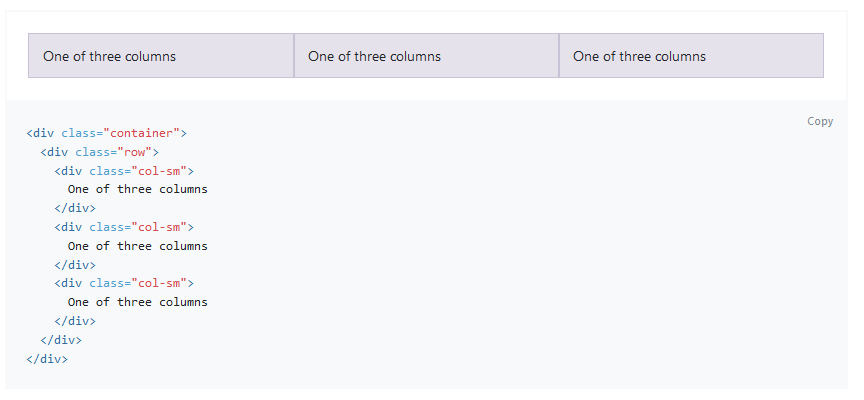 One of three columns One of three columns One of three columns
Copy
<div class="container">
  <div class="row">
    <div class="col-sm">
      One of three columns
    </div>
    <div class="col-sm">
      One of three columns
    </div>
    <div class="col-sm">
      One of three columns
    </div>
  </div>
</div>